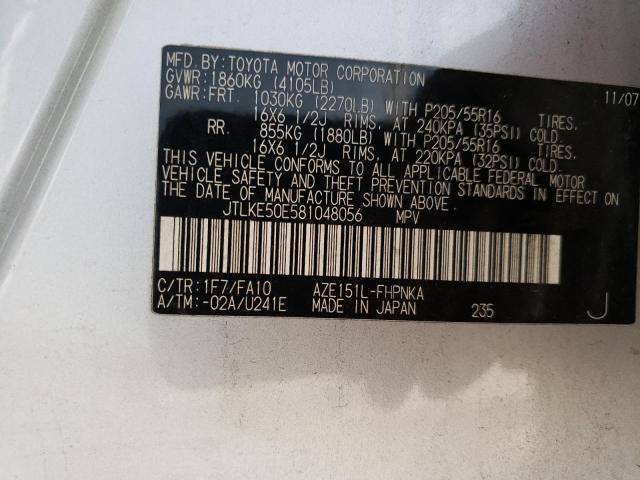 MFD. BY: TOYOTA MOTOR CORPORATION 11/07
GVWR: 1860KG (4105LB)
GAWR: FRT. 1030KG (2270LB) WITH P205/55R16 TIRES,
16X6 1/2J RIMS, AT 240KPA (35PSI) COLD
RR. 855KG (1880LB) WITH P205/55R16 TIRES,
16X6 1/2J RIMS, AT 220KPA (32PSI) COLD.
THIS VEHICLE CONFORMS TO ALL APPLICABLE FEDERAL MOTOR
VEHICLE SAFETY AND THEFT PREVENTION STANDARDS IN EFFECT ON
THE DATE OF MANUFACTURE SHOWN ABOVE.
JTLKE50E581048056 MPV
C/TR: 1F7/FA10 AZE151L-FHPNKA
A/TM: -02A/U241E MADE IN JAPAN 235 J